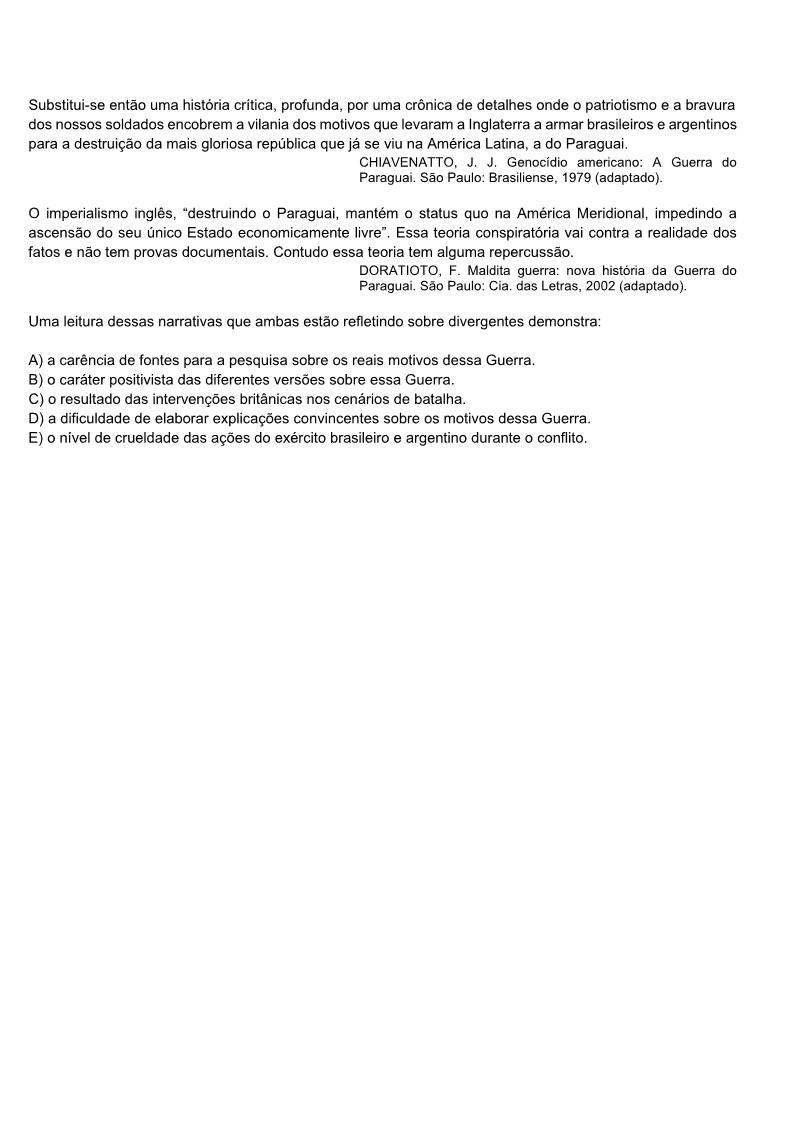 Substitui-se então uma história crítica, profunda, por uma crônica de detalhes onde o patriotismo e a bravura
dos nossos soldados encobrem a vilania dos motivos que levaram a Inglaterra a armar brasileiros e argentinos
para a destruição da mais gloriosa república que já se viu na América Latina, a do Paraguai.
CHIAVENATTO, J. J. Genocídio americano: A Guerra do
Paraguai. São Paulo: Brasiliense, 1979 (adaptado).
O imperialismo inglês, “destruindo o Paraguai, mantém o status quo na América Meridional, impedindo a
ascensão do seu único Estado economicamente livre”. Essa teoria conspiratória vai contra a realidade dos
fatos e não tem provas documentais. Contudo essa teoria tem alguma repercussão.
DORATIOTO, F. Maldita guerra: nova história da Guerra do
Paraguai. São Paulo: Cia. das Letras, 2002 (adaptado).
Uma leitura dessas narrativas que ambas estão refletindo sobre divergentes demonstra:
A) a carência de fontes para a pesquisa sobre os reais motivos dessa Guerra.
B) o caráter positivista das diferentes versões sobre essa Guerra.
C) o resultado das intervenções britânicas nos cenários de batalha.
D) a dificuldade de elaborar explicações convincentes sobre os motivos dessa Guerra.
E) o nível de crueldade das ações do exército brasileiro e argentino durante o conflito.